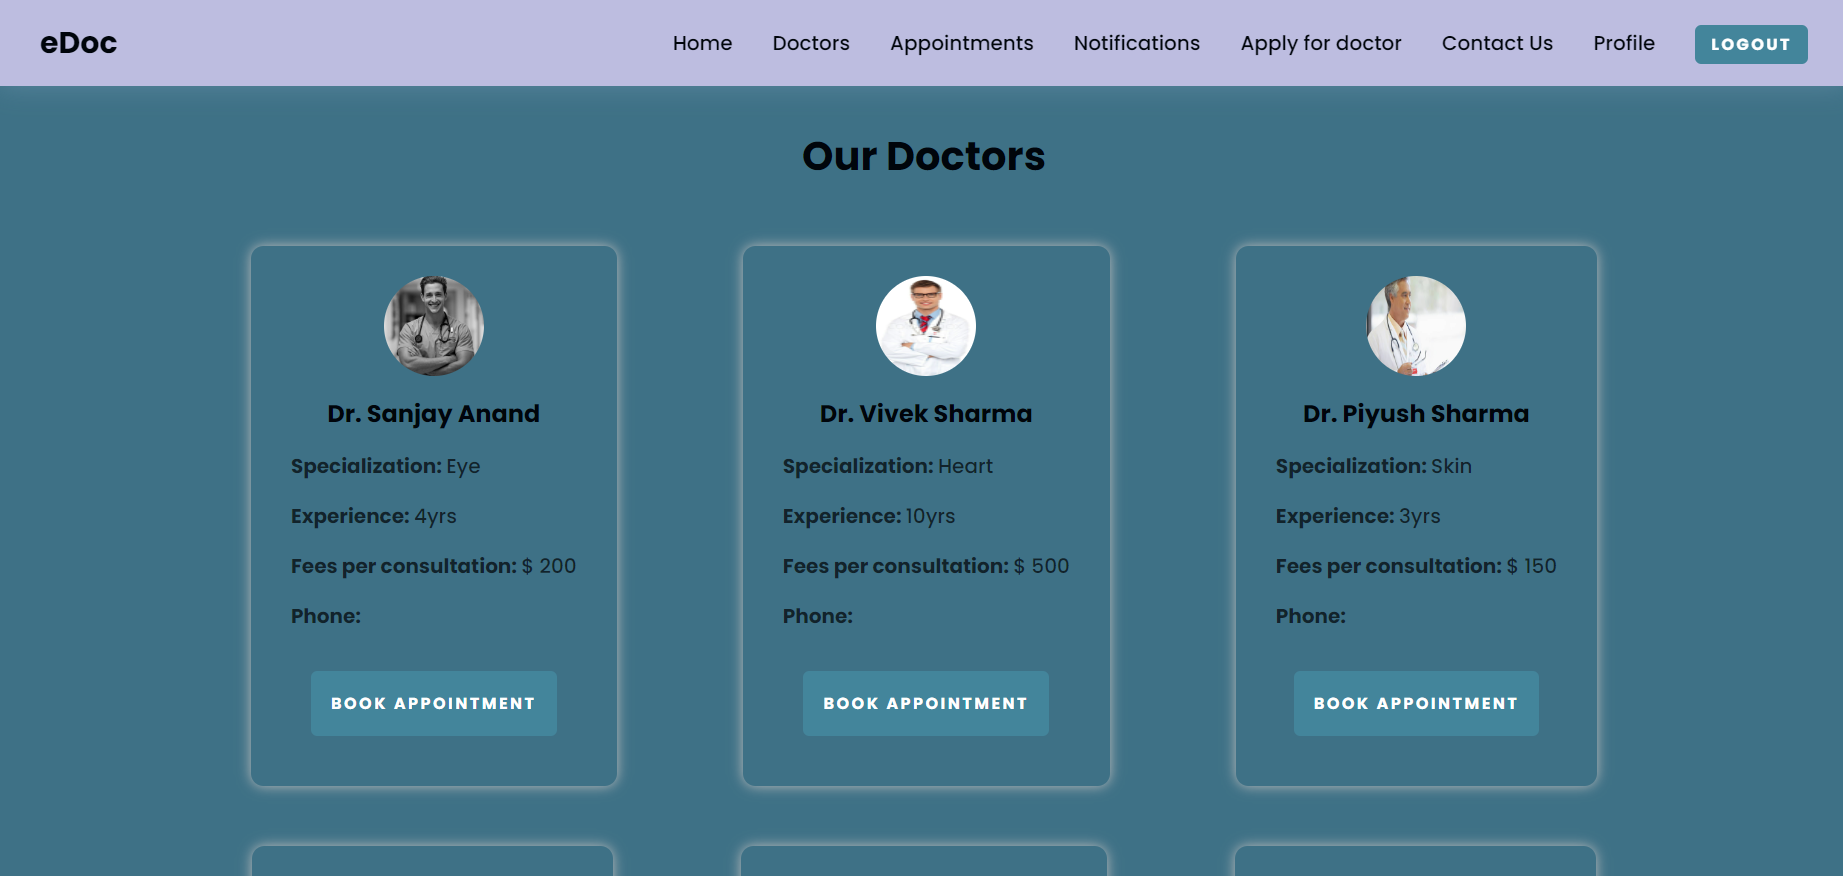 eDoc Home Doctors Appointments Notifications Apply for doctor Contact Us Profile LOGOUT
Our Doctors
Dr. Sanjay Anand
Specialization: Eye
Experience: 4yrs
Fees per consultation: $ 200
Phone:
BOOK APPOINTMENT
Dr. Vivek Sharma
Specialization: Heart
Experience: 10yrs
Fees per consultation: $ 500
Phone:
BOOK APPOINTMENT
Dr. Piyush Sharma
Specialization: Skin
Experience: 3yrs
Fees per consultation: $ 150
Phone:
BOOK APPOINTMENT